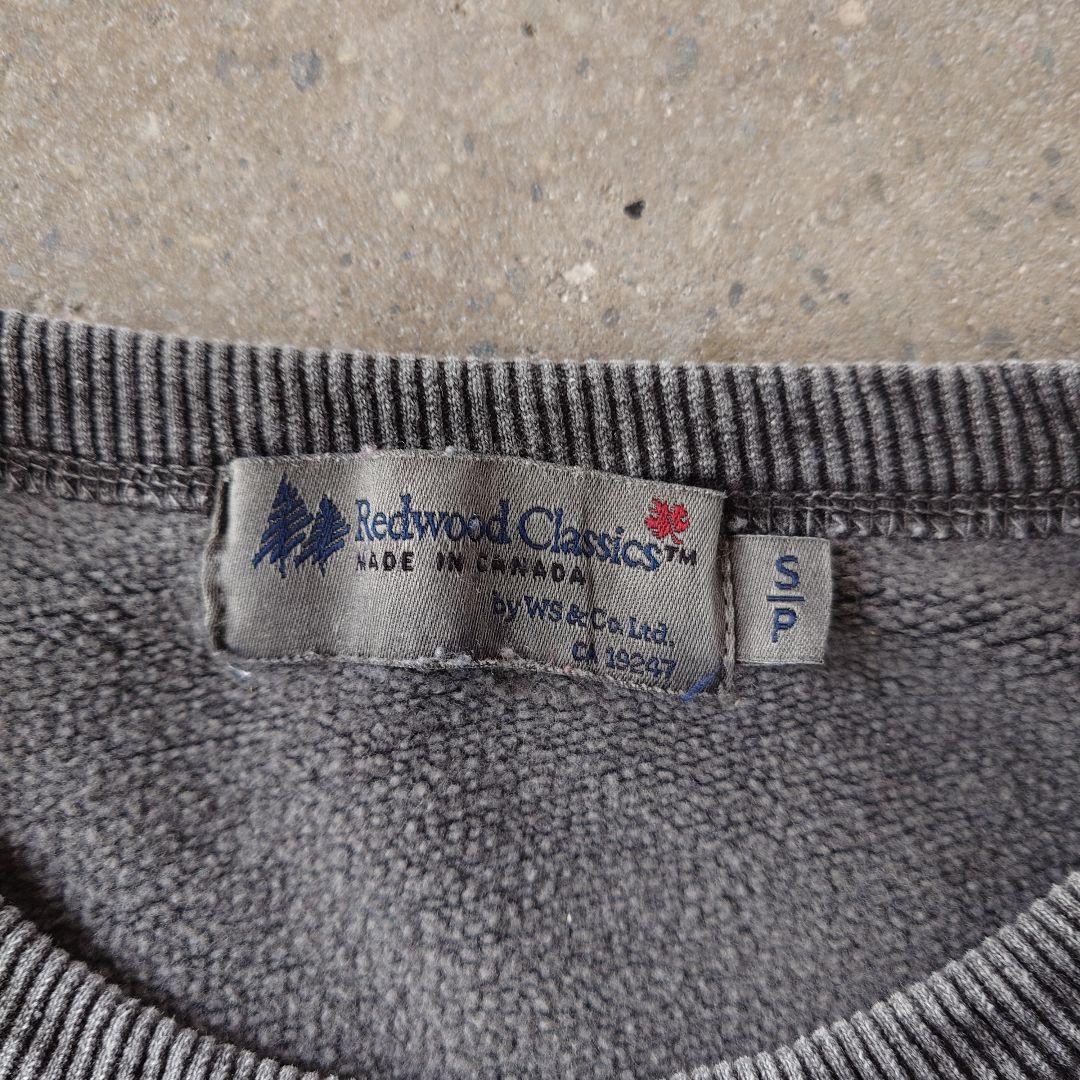 Redwood Classics™
MADE IN CANADA
by WS & Co. Ltd.
CA 19247
S
P